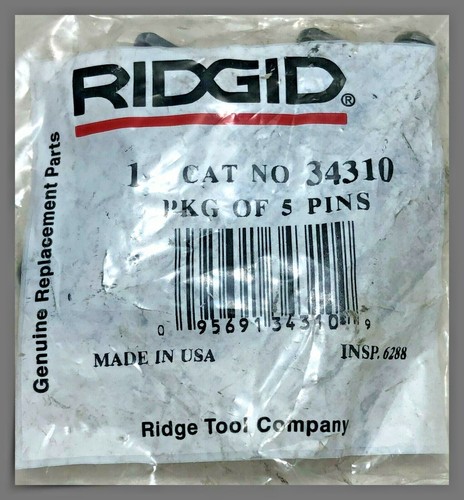 RIDGID®
1 CAT NO 34310
PKG OF 5 PINS
0 95691 34310 9
MADE IN USA INSP. 6288
Ridge Tool Company
Genuine Replacement Parts